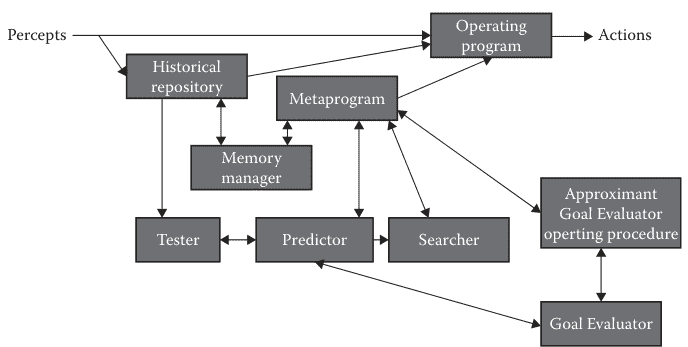 Percepts
Operating
program
Actions
Historical
repository
Metaprogram
Memory
manager
Approximant
Goal Evaluator
operting procedure
Tester
Predictor
Searcher
Goal Evaluator